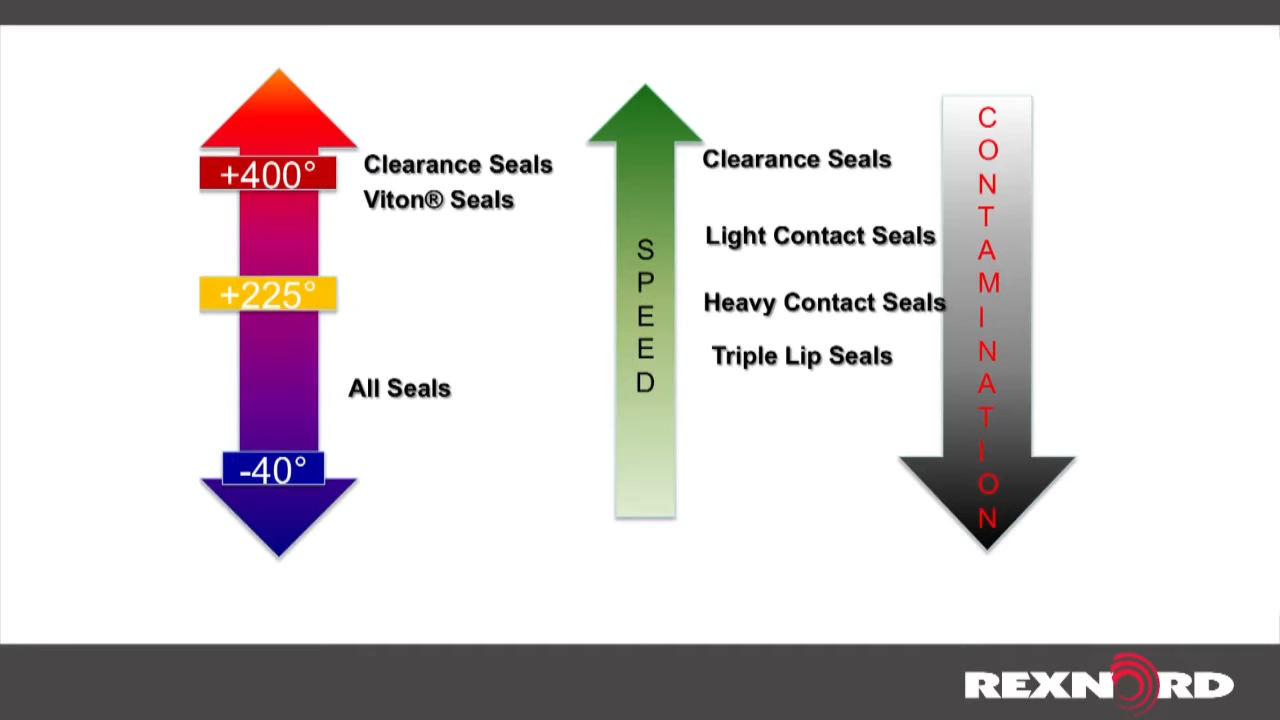 +400°
Clearance Seals
Viton® Seals
+225°
All Seals
-40°
SPEED
Clearance Seals
Light Contact Seals
Heavy Contact Seals
Triple Lip Seals
CONTAMINATION
REXNORD